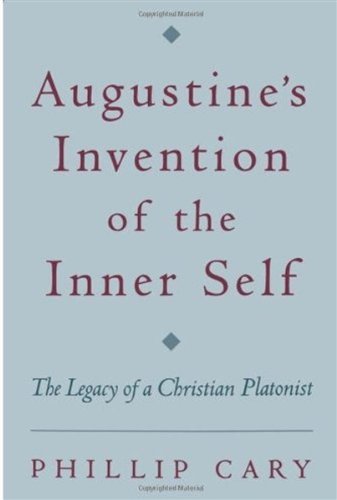 Augustine's
Invention
of the
Inner Self
The Legacy of a Christian Platonist
PHILLIP CARY